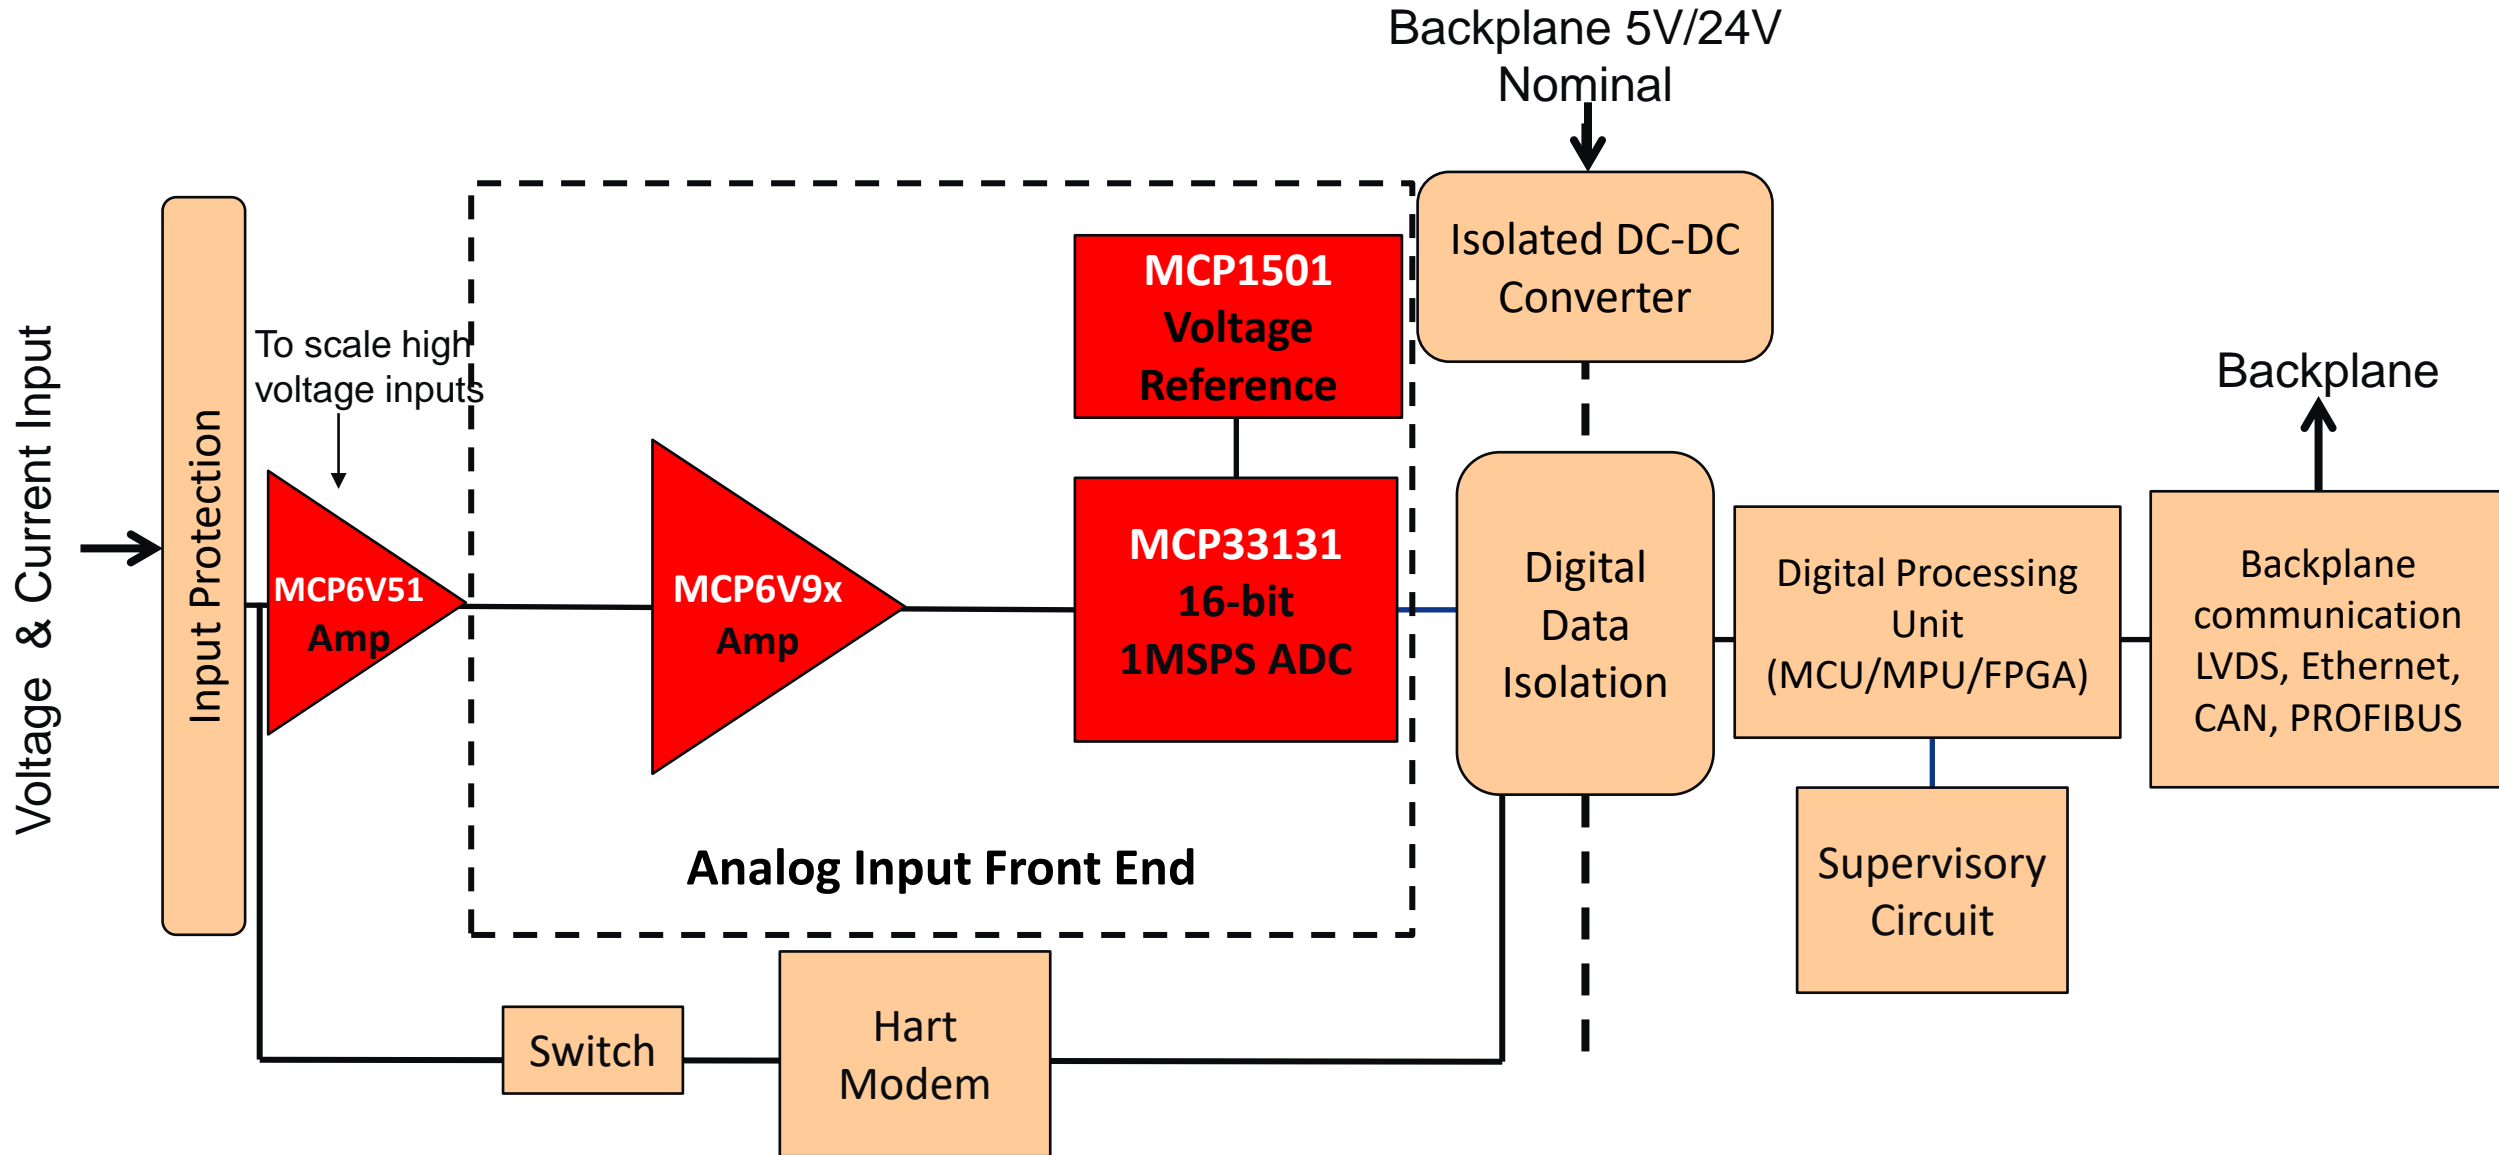 Backplane 5V/24V
Nominal
Isolated DC-DC
Converter
MCP1501
Voltage
Reference
To scale high
voltage inputs
Voltage & Current Input
Input Protection
MCP6V51
Amp
MCP6V9x
Amp
MCP33131
16-bit
1MSPS ADC
Digital
Data
Isolation
Digital Processing
Unit
(MCU/MPU/FPGA)
Backplane
Backplane
communication
LVDS, Ethernet,
CAN, PROFIBUS
Analog Input Front End
Supervisory
Circuit
Switch
Hart
Modem